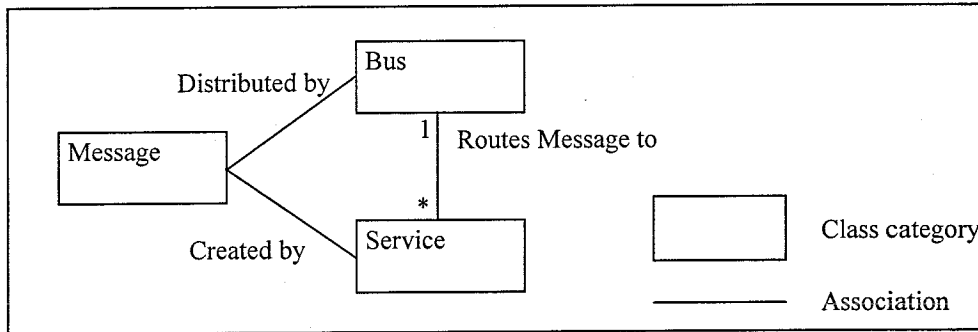 Bus
Distributed by
1
Routes Message to
Message
*
Service
Created by
Class category
Association